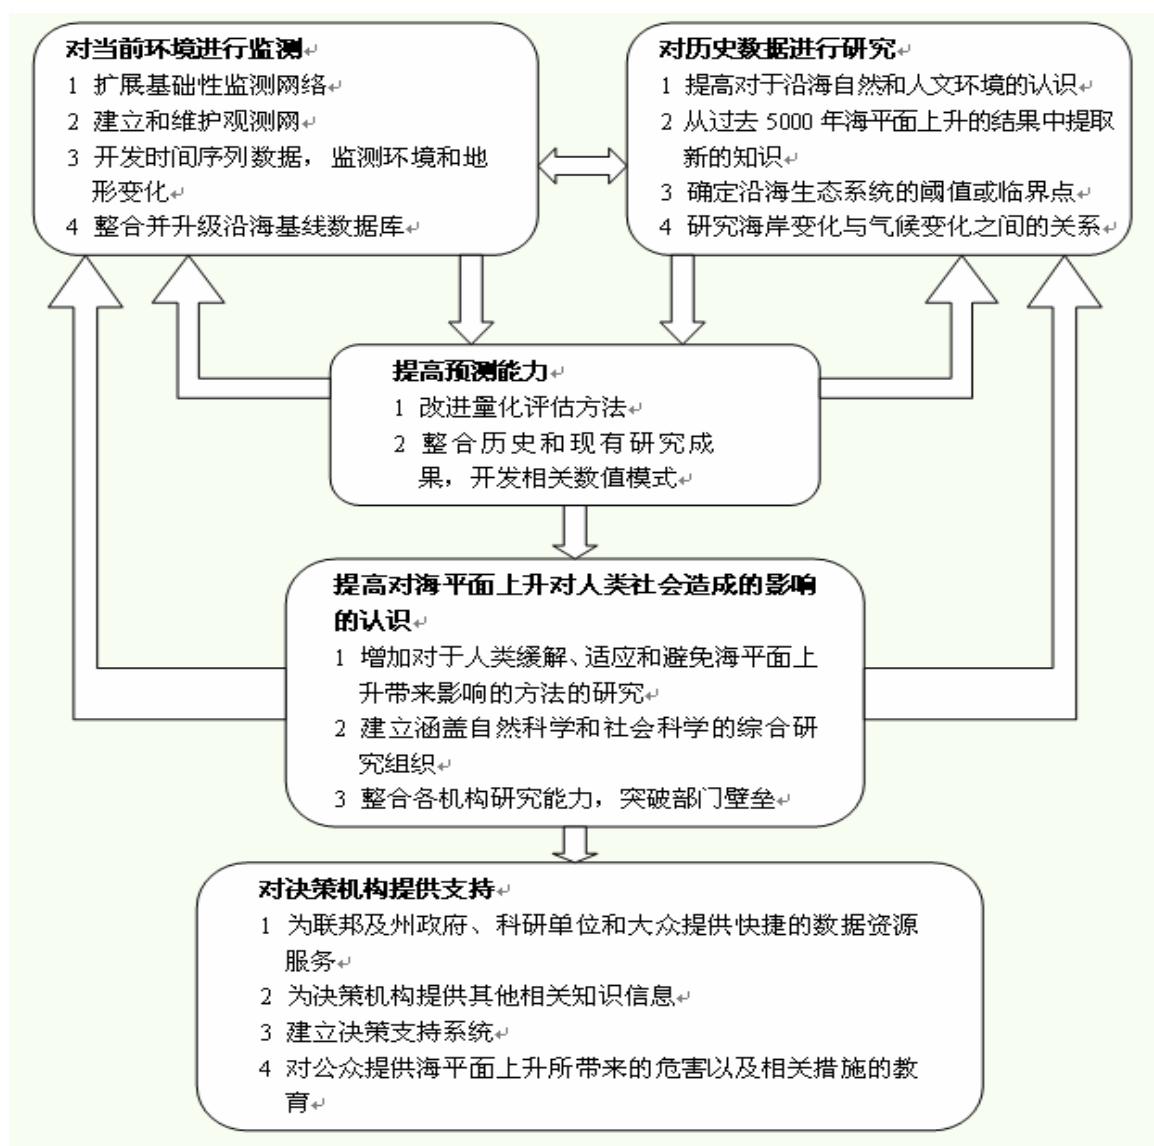 对当前环境进行监测
1 扩展基础性监测网络
2 建立和维护观测网
3 开发时间序列数据，监测环境和地
形变化
4 整合并升级沿海基线数据库
对历史数据进行研究
1 提高对于沿海自然和人文环境的认识
2 从过去 5000 年海平面上升的结果中提取
新的知识
3 确定沿海生态系统的阈值或临界点
4 研究海岸变化与气候变化之间的关系
提高预测能力
1 改进量化评估方法
2 整合历史和现有研究成
果，开发相关数值模式
提高对海平面上升对人类社会造成的影响
的认识
1 增加对于人类缓解、适应和避免海平面上
升带来影响的方法的研究
2 建立涵盖自然科学和社会科学的综合研
究组织
3 整合各机构研究能力，突破部门壁垒
对决策机构提供支持
1 为联邦及州政府、科研单位和大众提供快捷的数据资源
服务
2 为决策机构提供其他相关知识信息
3 建立决策支持系统
4 对公众提供海平面上升所带来的危害以及相关措施的教
育